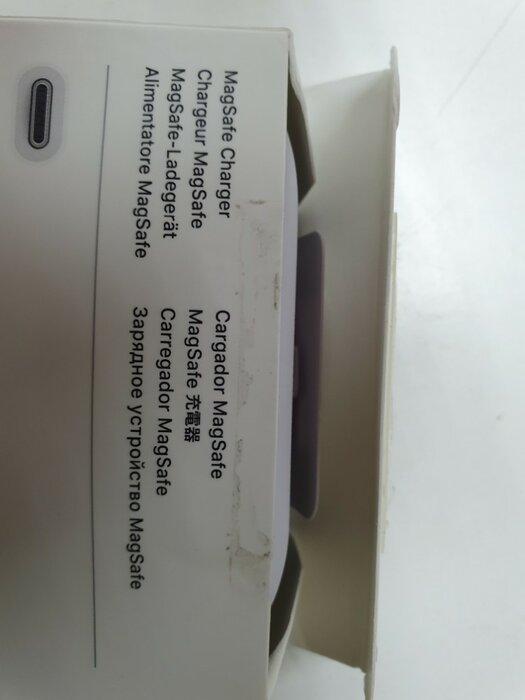 MagSafe Charger
Chargeur MagSafe
MagSafe-Ladegerät
Alimentatore MagSafe
Cargador MagSafe
MagSafe 充電器
Carregador MagSafe
Зарядное устройство MagSafe